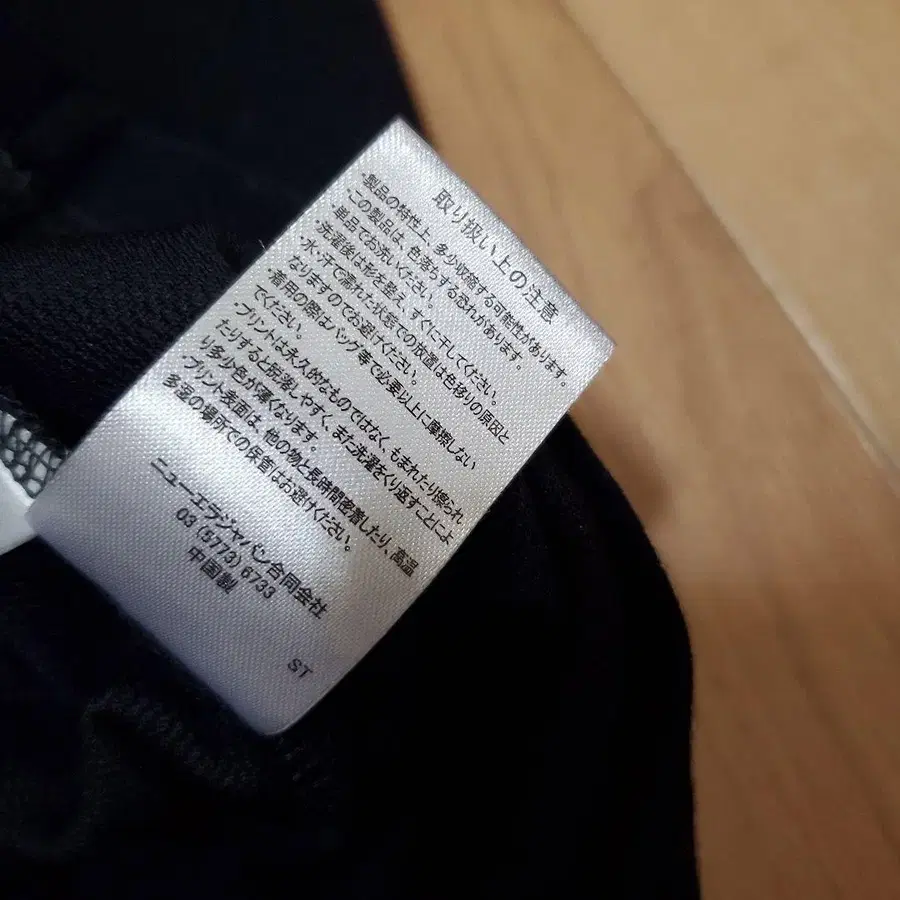 取り扱い上の注意
・製品の特性上、多少収縮する可能性があります。
・この製品は、色落ちする恐れがあります。
単品でお洗いください。
・洗濯後は形を整え、すぐに干してください。
・水・汗で濡れた状態での放置は色移りの原因と
なりますのでお避けください。
・着用の際はバッグ等で必要以上に摩擦しない
でください。
・プリントは永久的なものではなく、もまれたり擦られ
たりすると脱落しやすく、また洗濯をくり返すことによ
り多少色が薄くなります。
・プリント表面は、他の物と長時間密着したり、高温
多湿の場所での保管はお避けください。
ニューエラジャパン合同会社
03 (5773) 6733
中国製
ST